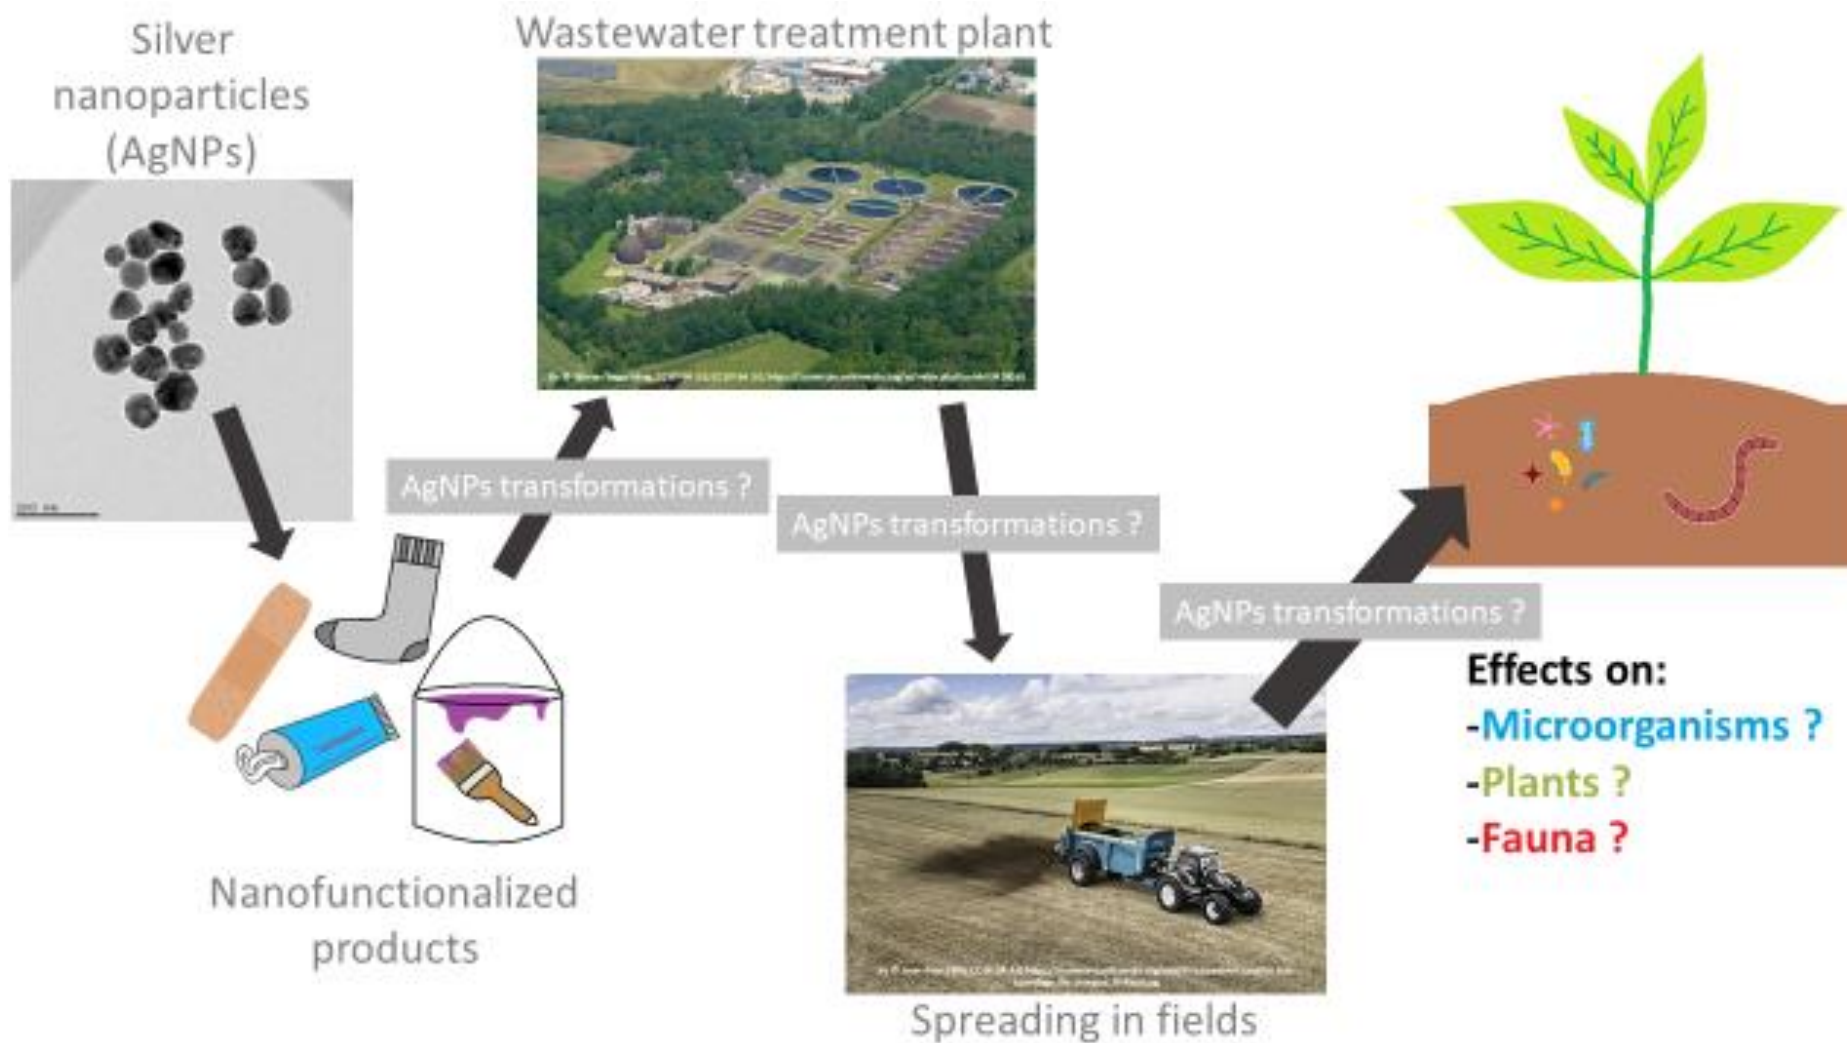 Silver
nanoparticles
(AgNPs)
Wastewater treatment plant
AgNPs transformations ?
AgNPs transformations ?
AgNPs transformations ?
Nanofunctionalized
products
Spreading in fields
Effects on:
-Microorganisms ?
-Plants ?
-Fauna ?